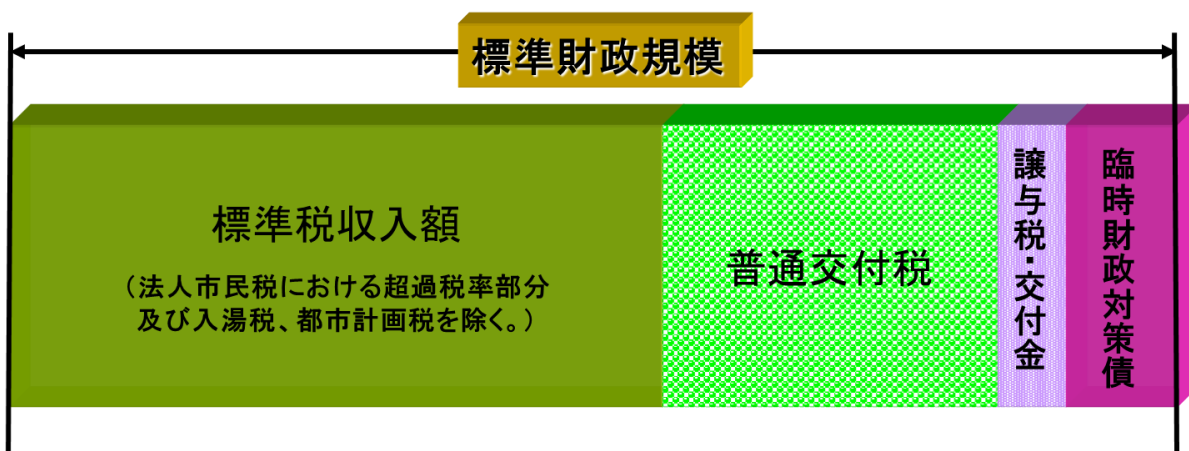 標準財政規模
標準税収入額
（法人市民税における超過税率部分
及び入湯税、都市計画税を除く。）
普通交付税
譲与税・交付金
臨時財政対策債